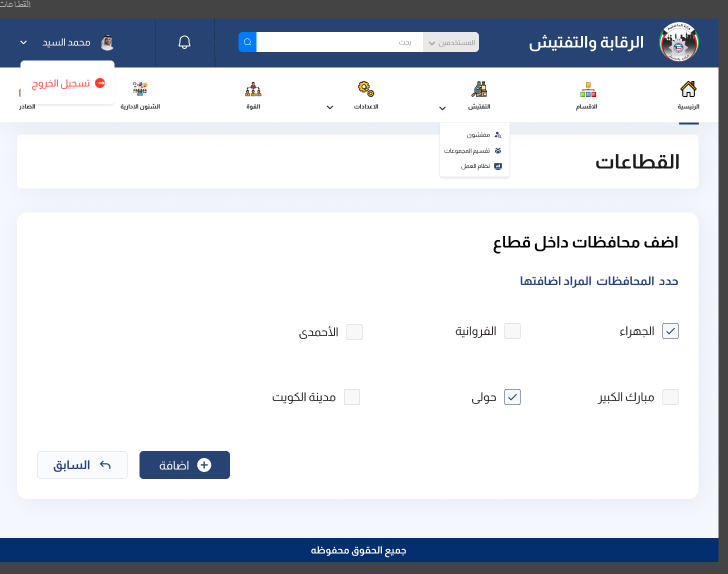 القطاعات
الرقابة والتفتيش
المستخدمين
بحث
محمد السيد
تسجيل الخروج
الرئيسية
الاقسام
التفتيش
الاعدادات
القوة
الشئون الادارية
الصادر
مفتشون
تقسيم المجموعات
نظام العمل
القطاعات
اضف محافظات داخل قطاع
حدد المحافظات المراد اضافتها
الجهراء
الفروانية
الأحمدى
مبارك الكبير
حولى
مدينة الكويت
اضافة
السابق
جميع الحقوق محفوظه